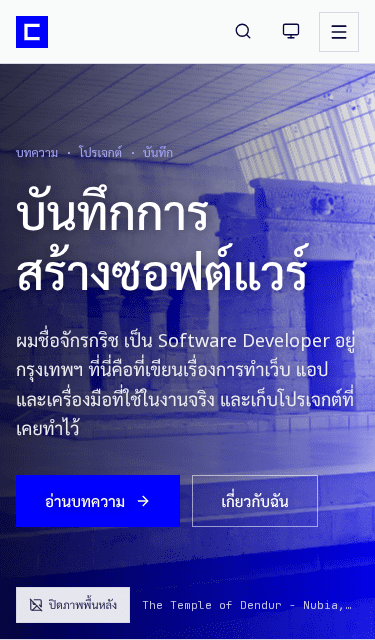 บทความ · โปรเจกต์ · บันทึก
บันทึกการ
สร้างซอฟต์แวร์
ผมชื่อจักรกริช เป็น Software Developer อยู่
กรุงเทพฯ ที่นี่คือที่เขียนเรื่องการทำเว็บ แอป
และเครื่องมือที่ใช้ในงานจริง และเก็บโปรเจกต์ที่
เคยทำไว้
อ่านบทความ →
เกี่ยวกับฉัน
ปิดภาพพื้นหลัง
The Temple of Dendur - Nubia,…